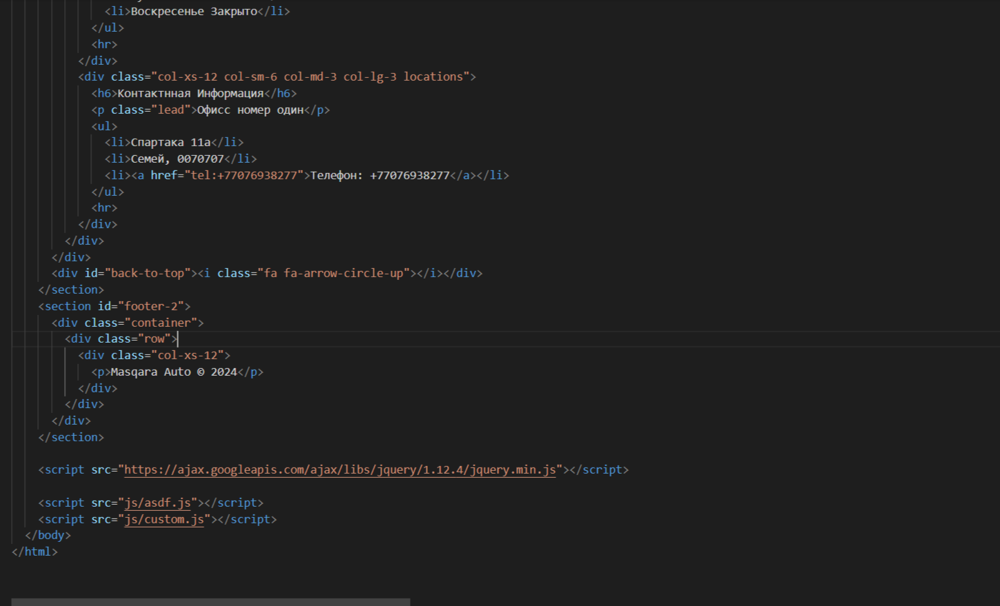 <li>Воскресенье Закрыто</li>
</ul>
<hr>
</div>
<div class="col-xs-12 col-sm-6 col-md-3 col-lg-3 locations">
<h6>Контактнная Информация</h6>
<p class="lead">Офисс номер один</p>
<ul>
<li>Спартака 11а</li>
<li>Семей, 0070707</li>
<li><a href="tel:+77076938277">Телефон: +77076938277</a></li>
</ul>
<hr>
</div>
</div>
</div>
<div id="back-to-top"><i class="fa fa-arrow-circle-up"></i></div>
</section>
<section id="footer-2">
<div class="container">
<div class="row">
<div class="col-xs-12">
<p>Masqara Auto © 2024</p>
</div>
</div>
</div>
</section>
<script src="https://ajax.googleapis.com/ajax/libs/jquery/1.12.4/jquery.min.js"></script>
<script src="js/asdf.js"></script>
<script src="js/custom.js"></script>
</body>
</html>